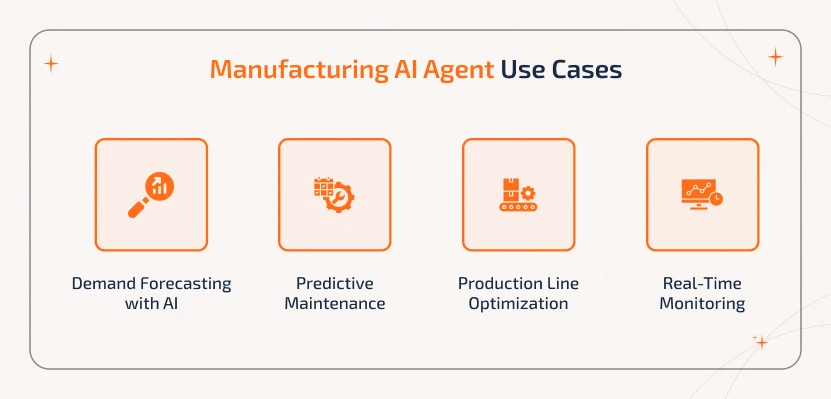 Manufacturing AI Agent Use Cases
Demand Forecasting
with AI
Predictive
Maintenance
Production Line
Optimization
Real-Time
Monitoring